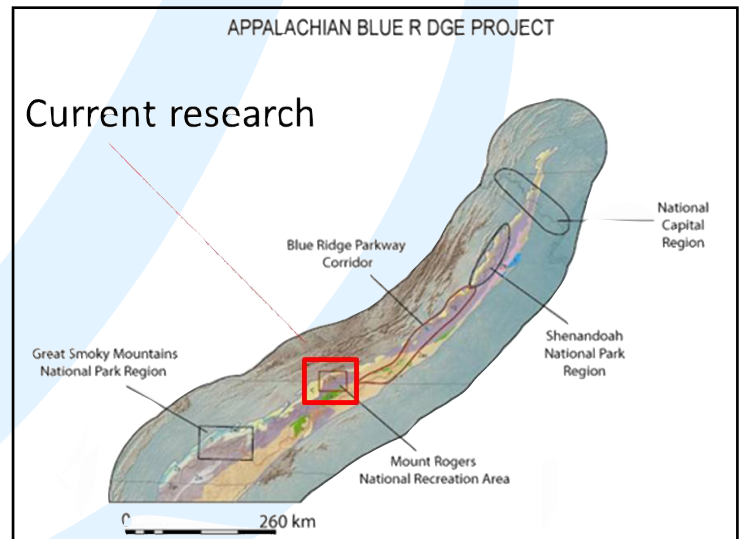 APPALACHIAN BLUE R DGE PROJECT
Current research
National
Capital
Region
Blue Ridge Parkway
Corridor
Shenandoah
National Park
Region
Great Smoky Mountains
National Park Region
Mount Rogers
National Recreation Area
0 260 km